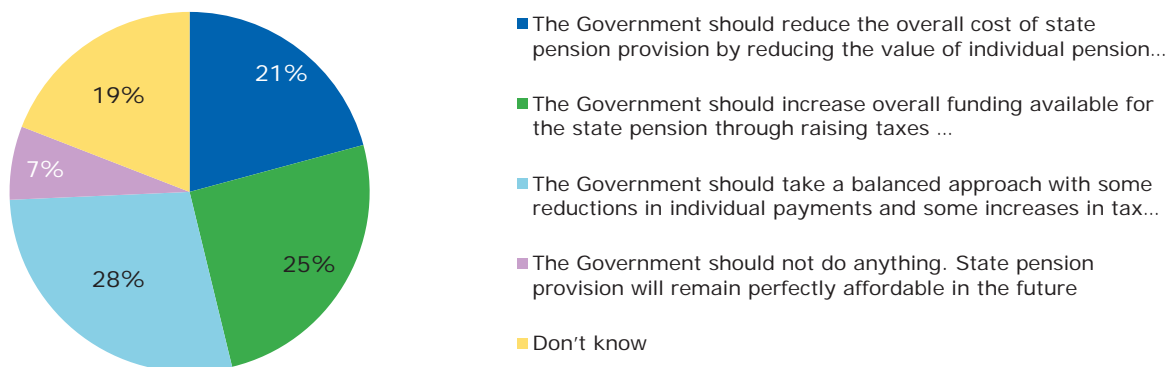 21%
25%
28%
7%
19%
The Government should reduce the overall cost of state
pension provision by reducing the value of individual pension...
The Government should increase overall funding available for
the state pension through raising taxes ...
The Government should take a balanced approach with some
reductions in individual payments and some increases in tax...
The Government should not do anything. State pension
provision will remain perfectly affordable in the future
Don't know